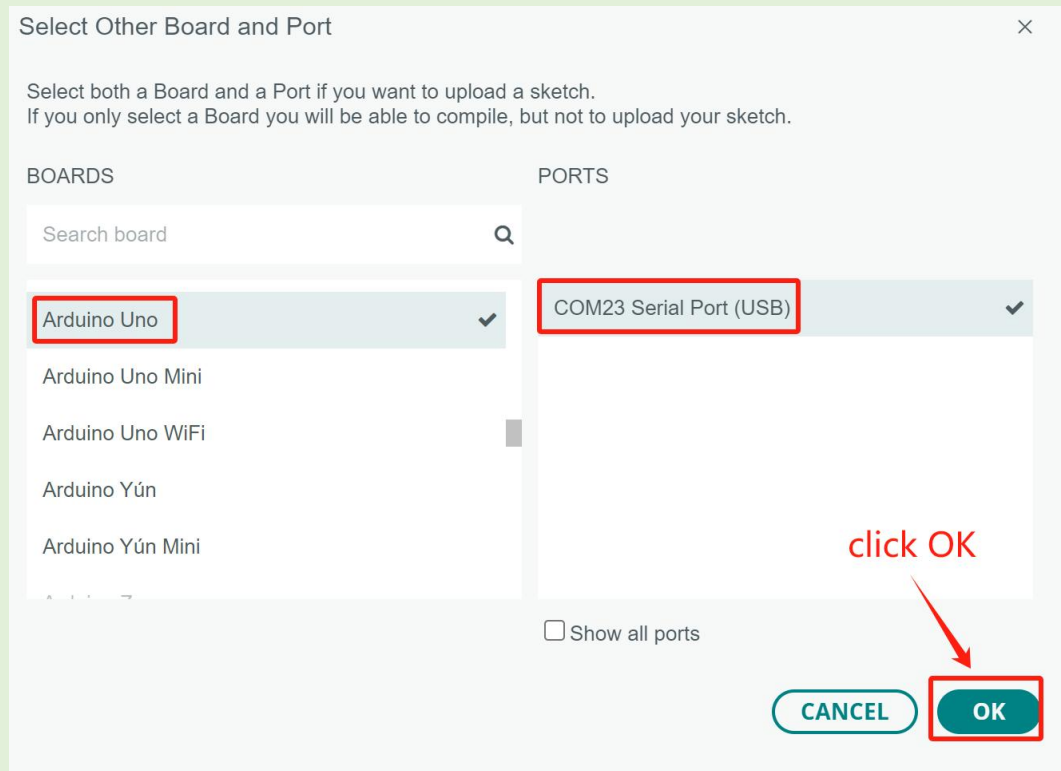 Select Other Board and Port
Select both a Board and a Port if you want to upload a sketch.
If you only select a Board you will be able to compile, but not to upload your sketch.
BOARDS
PORTS
Search board
Arduino Uno
COM23 Serial Port (USB)
Arduino Uno Mini
Arduino Uno WiFi
Arduino Yún
Arduino Yún Mini
click OK
Show all ports
CANCEL
OK